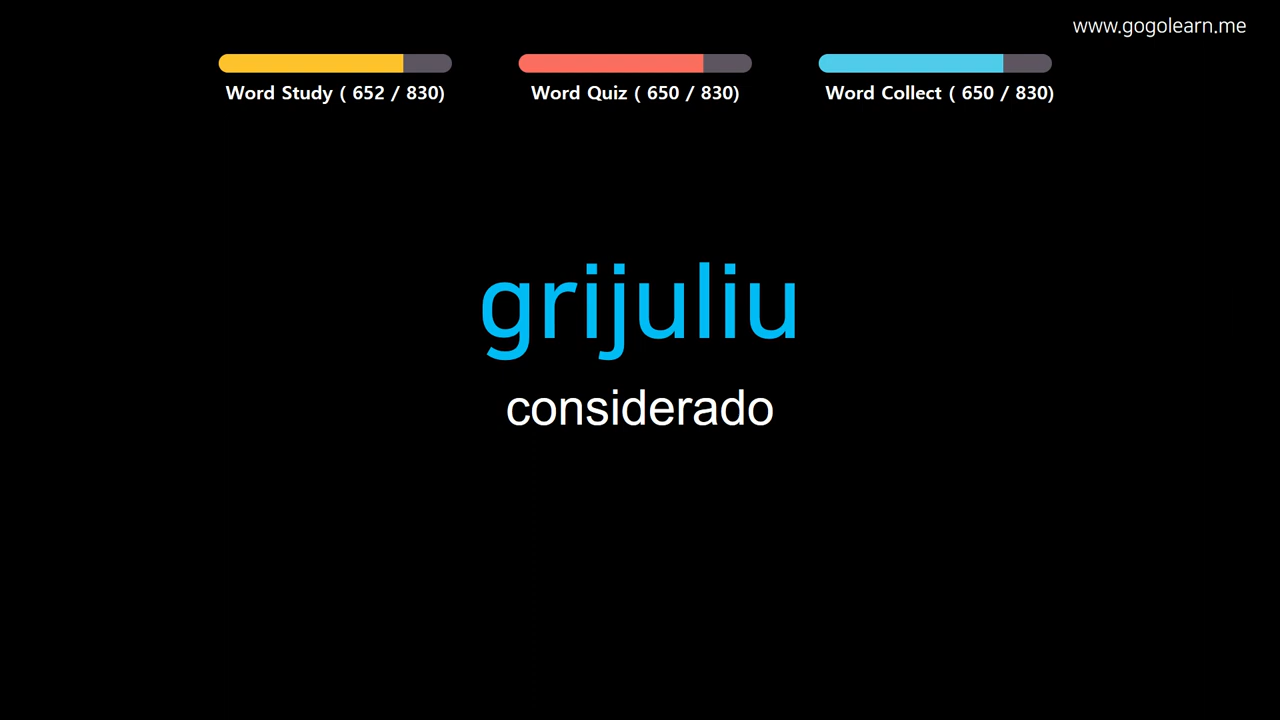 www.gogolearn.me
Word Study ( 652 / 830)
Word Quiz ( 650 / 830)
Word Collect ( 650 / 830)
grijuliu
considerado